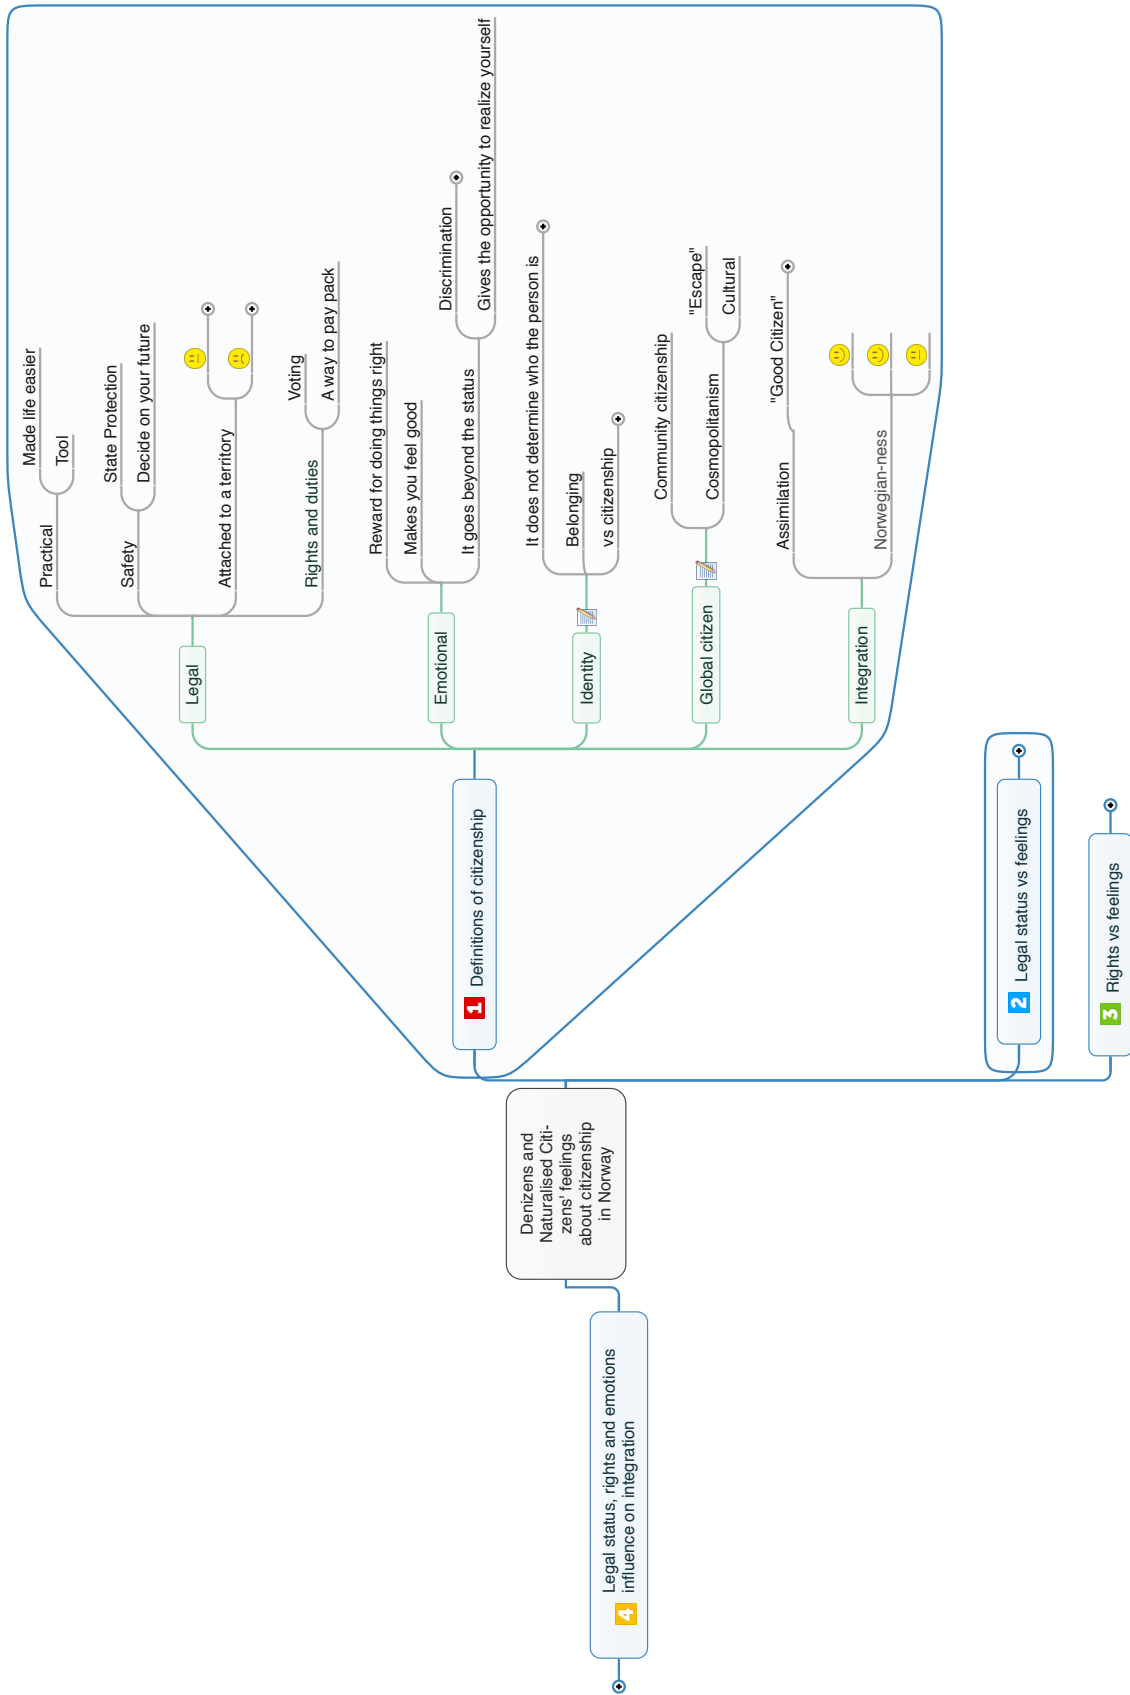 Denizens and
Naturalised Citi-
zens' feelings
about citizenship
in Norway
1 Definitions of citizenship
Legal
Practical
Made life easier
Tool
Safety
State Protection
Decide on your future
Attached to a territory
Rights and duties
Voting
A way to pay pack
Emotional
Reward for doing things right
Makes you feel good
It goes beyond the status
Discrimination
Gives the opportunity to realize yourself
Identity
It does not determine who the person is
Belonging
vs citizenship
Global citizen
Community citizenship
Cosmopolitanism
"Escape"
Cultural
Integration
Assimilation
"Good Citizen"
Norwegian-ness
2 Legal status vs feelings
3 Rights vs feelings
4 Legal status, rights and emotions
influence on integration